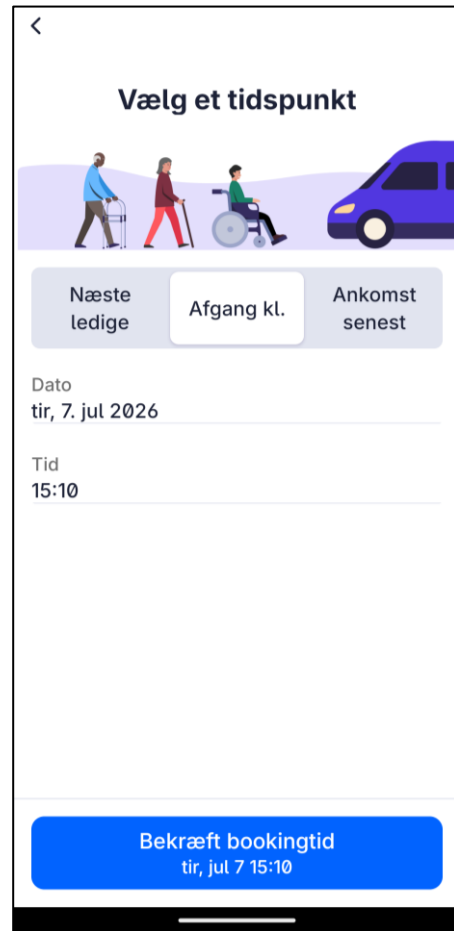 Vælg et tidspunkt
Næste
ledige
Afgang kl.
Ankomst
senest
Dato
tir, 7. jul 2026
Tid
15:10
Bekræft bookingtid
tir, jul 7 15:10